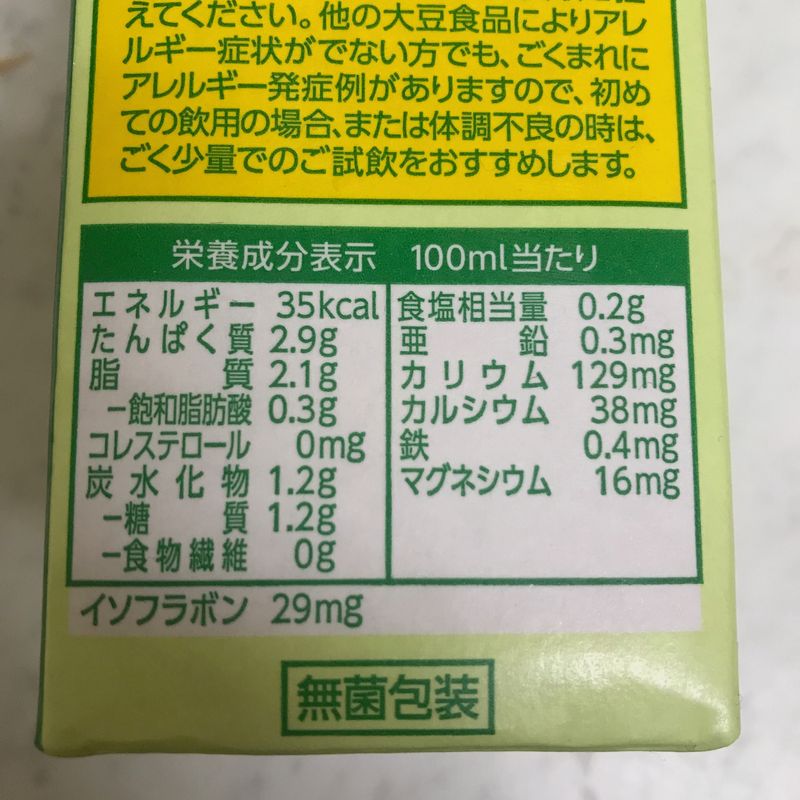 えてください。他の大豆食品によりアレ
ルギー症状がでない方でも、ごくまれに
アレルギー発症例がありますので、初め
ての飲用の場合、または体調不良の時は、
ごく少量でのご試飲をおすすめします。
栄養成分表示 100ml当たり
エネルギー 35kcal
たんぱく質 2.9g
脂質 2.1g
−飽和脂肪酸 0.3g
コレステロール 0mg
炭水化物 1.2g
−糖質 1.2g
−食物繊維 0g
食塩相当量 0.2g
亜鉛 0.3mg
カリウム 129mg
カルシウム 38mg
鉄 0.4mg
マグネシウム 16mg
イソフラボン 29mg
無菌包装